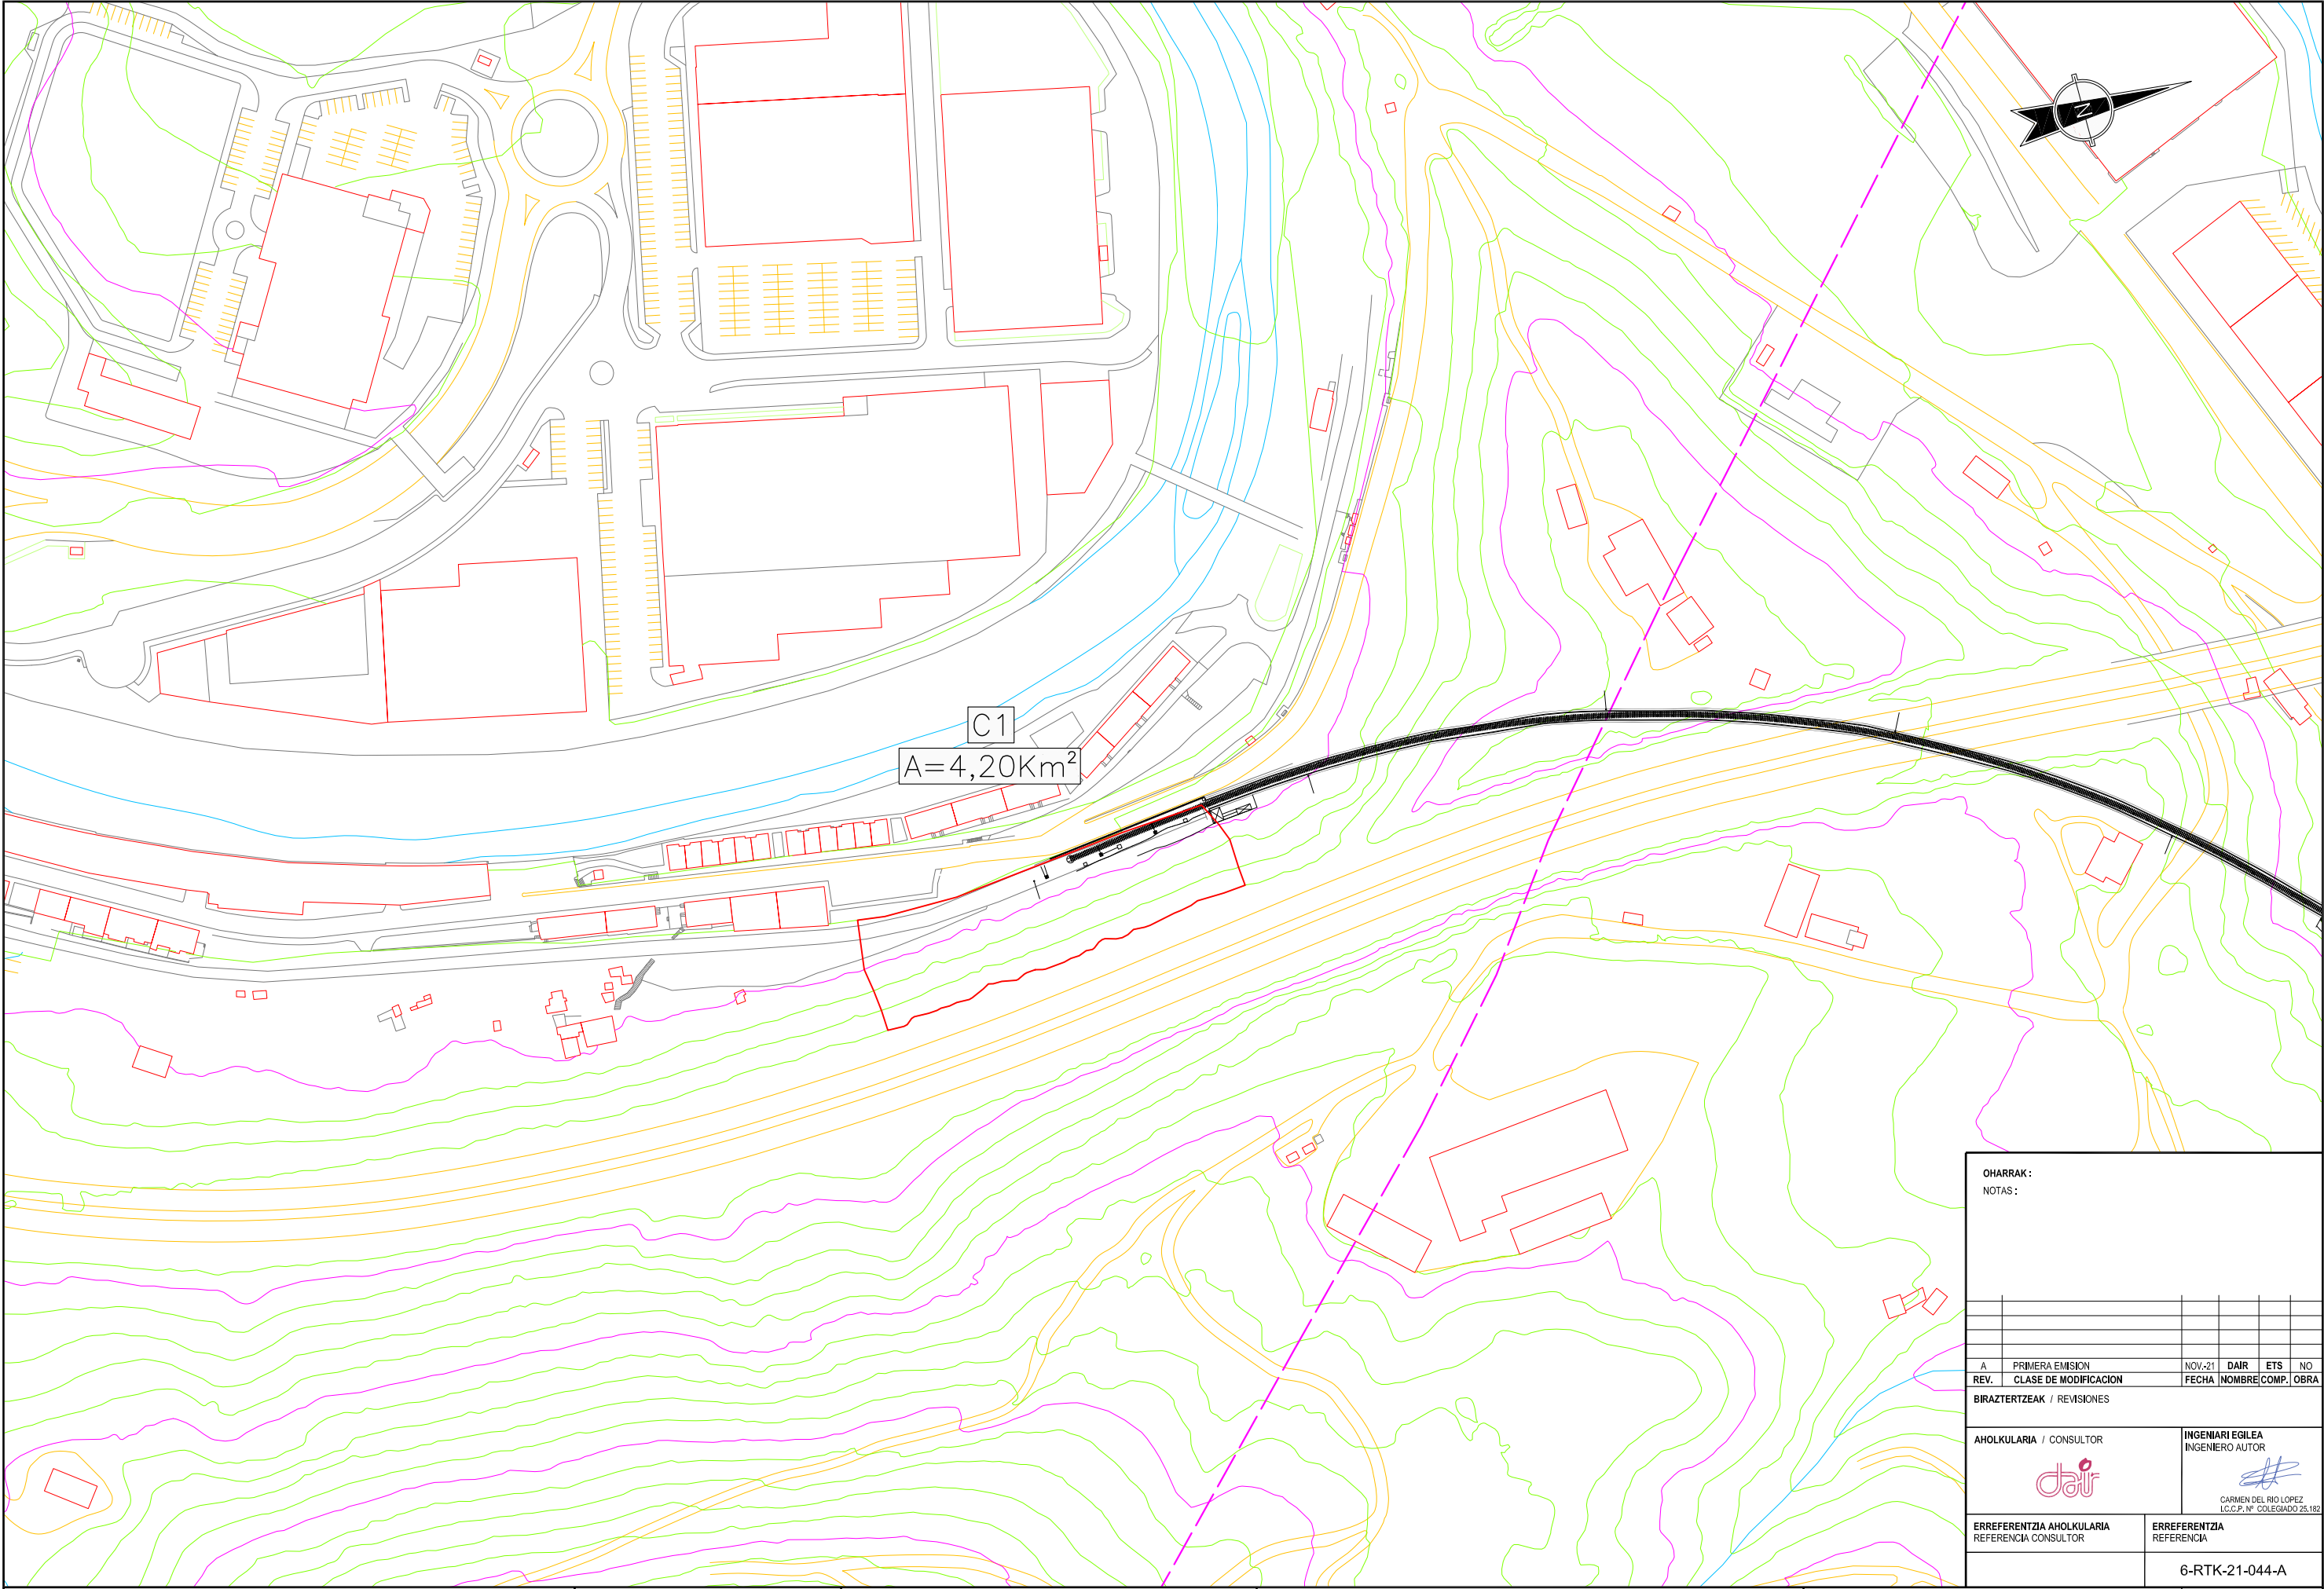 N
C1
A=4,20Km²
OHARRAK :
NOTAS :
A PRIMERA EMISION NOV.-21 DAIR ETS NO
REV. CLASE DE MODIFICACION FECHA NOMBRE COMP. OBRA
BIRAZTERTZEAK / REVISIONES
AHOLKULARIA / CONSULTOR
INGENIARI EGILEA
INGENIERO AUTOR
dair
CARMEN DEL RIO LOPEZ
I.C.C.P. Nº COLEGIADO 25.182
ERREFERENTZIA AHOLKULARIA
REFERENCIA CONSULTOR
ERREFERENTZIA
REFERENCIA
6-RTK-21-044-A